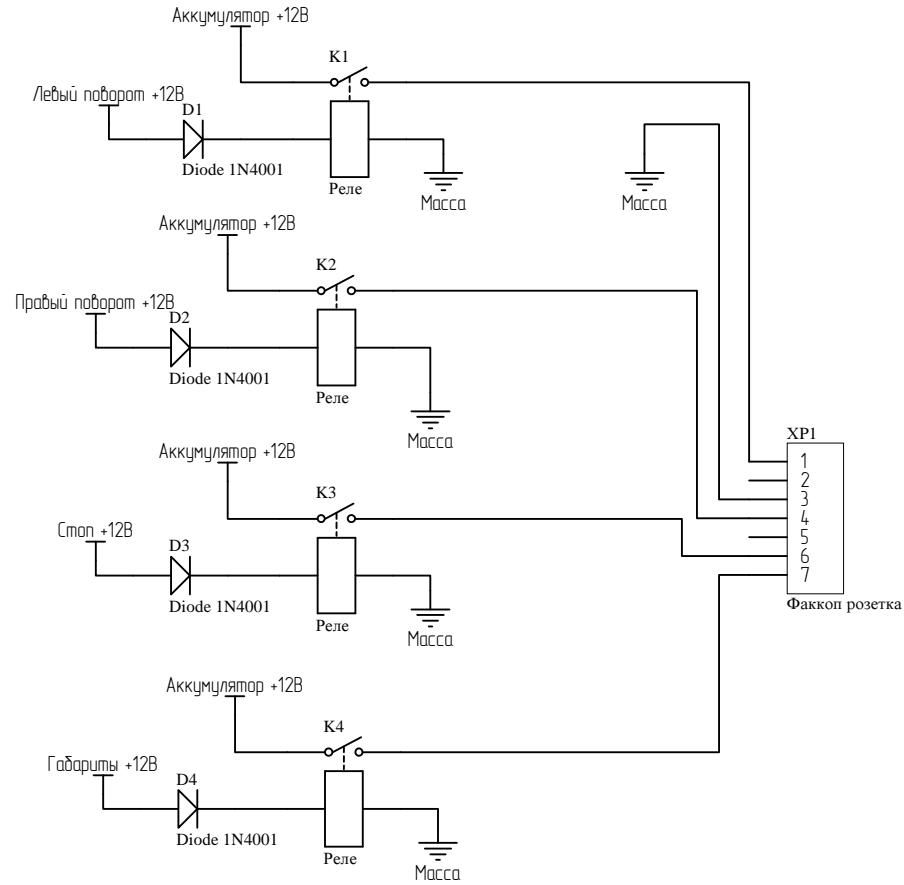 Аккумулятор +12В
K1
Левый поворот +12В
D1
Diode 1N4001
Реле
Масса
Масса
Аккумулятор +12В
K2
Правый поворот +12В
D2
Diode 1N4001
Реле
Масса
Аккумулятор +12В
K3
Стоп +12В
D3
Diode 1N4001
Реле
Масса
XP1
1
2
3
4
5
6
7
Факкоп розетка
Аккумулятор +12В
K4
Габариты +12В
D4
Diode 1N4001
Реле
Масса